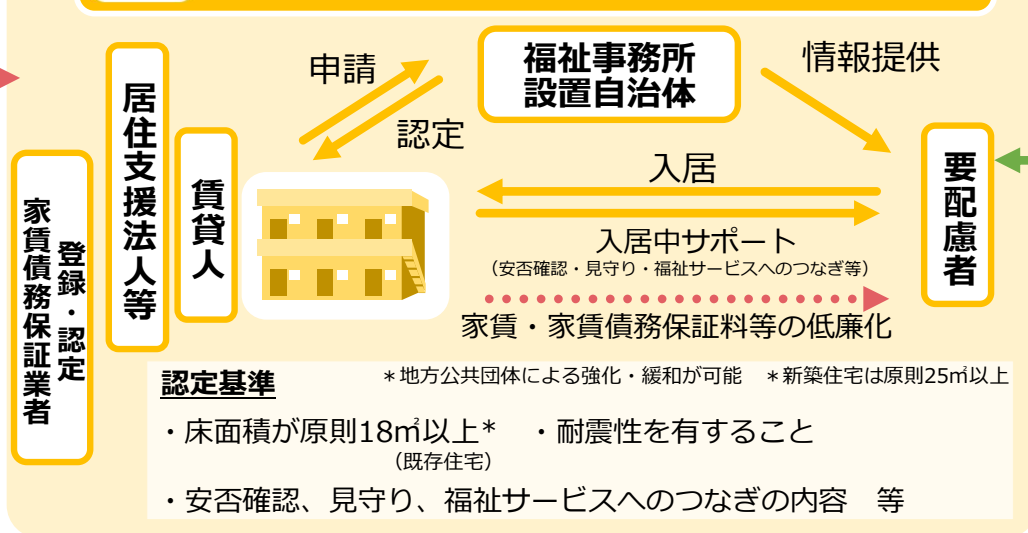 福祉事務所
設置自治体
申請
認定
情報提供
居住支援法人等
賃貸人
登録・認定
家賃債務保証業者
要配慮者
入居
入居中サポート
（安否確認・見守り・福祉サービスへのつなぎ等）
家賃・家賃債務保証料等の低廉化
認定基準 ＊地方公共団体による強化・緩和が可能 ＊新築住宅は原則25㎡以上
・床面積が原則18㎡以上* ・耐震性を有すること
（既存住宅）
・安否確認、見守り、福祉サービスへのつなぎの内容 等